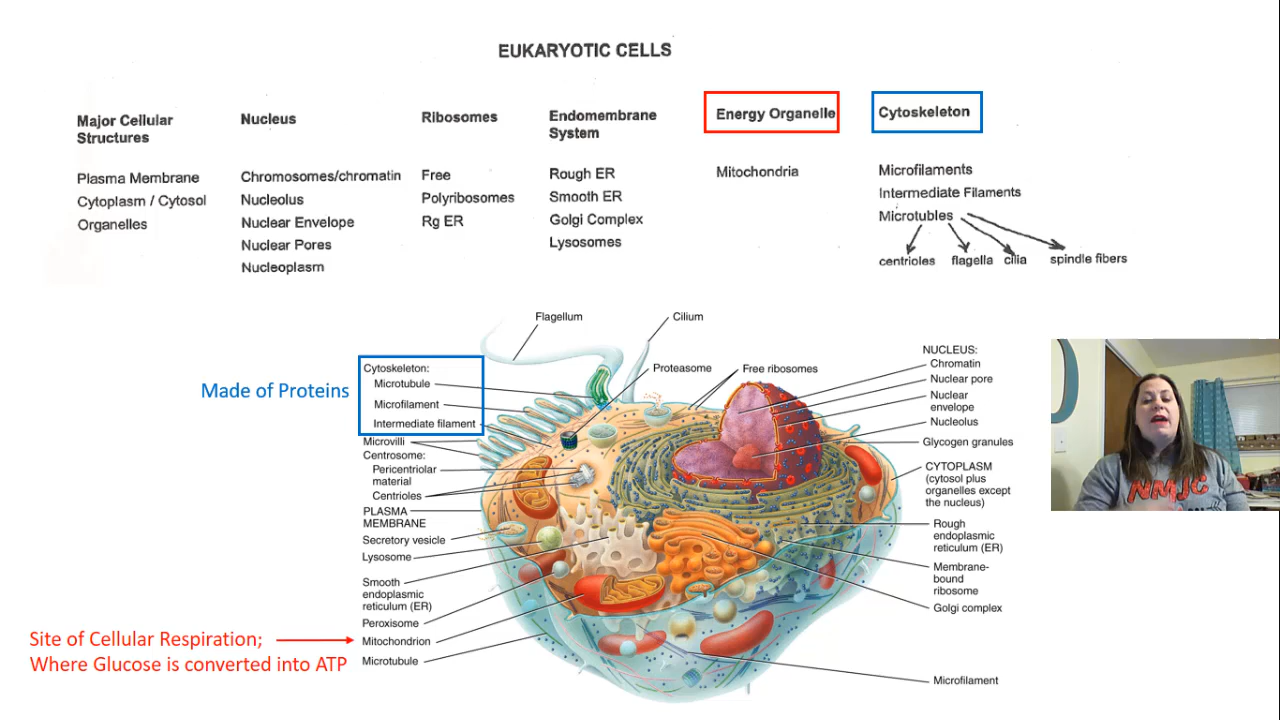 EUKARYOTIC CELLS
Major Cellular
Structures
Plasma Membrane
Cytoplasm / Cytosol
Organelles
Nucleus
Chromosomes/chromatin
Nucleolus
Nuclear Envelope
Nuclear Pores
Nucleoplasm
Ribosomes
Free
Polyribosomes
Rg ER
Endomembrane
System
Rough ER
Smooth ER
Golgi Complex
Lysosomes
Energy Organelle
Mitochondria
Cytoskeleton
Microfilaments
Intermediate Filaments
Microtubles
centrioles
flagella
cilia
spindle fibers
Flagellum
Cilium
Proteasome
Free ribosomes
Made of Proteins
Cytoskeleton:
Microtubule
Microfilament
Intermediate filament
Microvilli
Centrosome:
Pericentriolar
material
Centrioles
PLASMA
MEMBRANE
Secretory vesicle
Lysosome
Smooth
endoplasmic
reticulum (ER)
Peroxisome
Mitochondrion
Microtubule
Site of Cellular Respiration;
Where Glucose is converted into ATP
NUCLEUS:
Chromatin
Nuclear pore
Nuclear
envelope
Nucleolus
Glycogen granules
CYTOPLASM
(cytosol plus
organelles except
the nucleus)
Rough
endoplasmic
reticulum (ER)
Membrane-
bound
ribosome
Golgi complex
Microfilament
NMJC